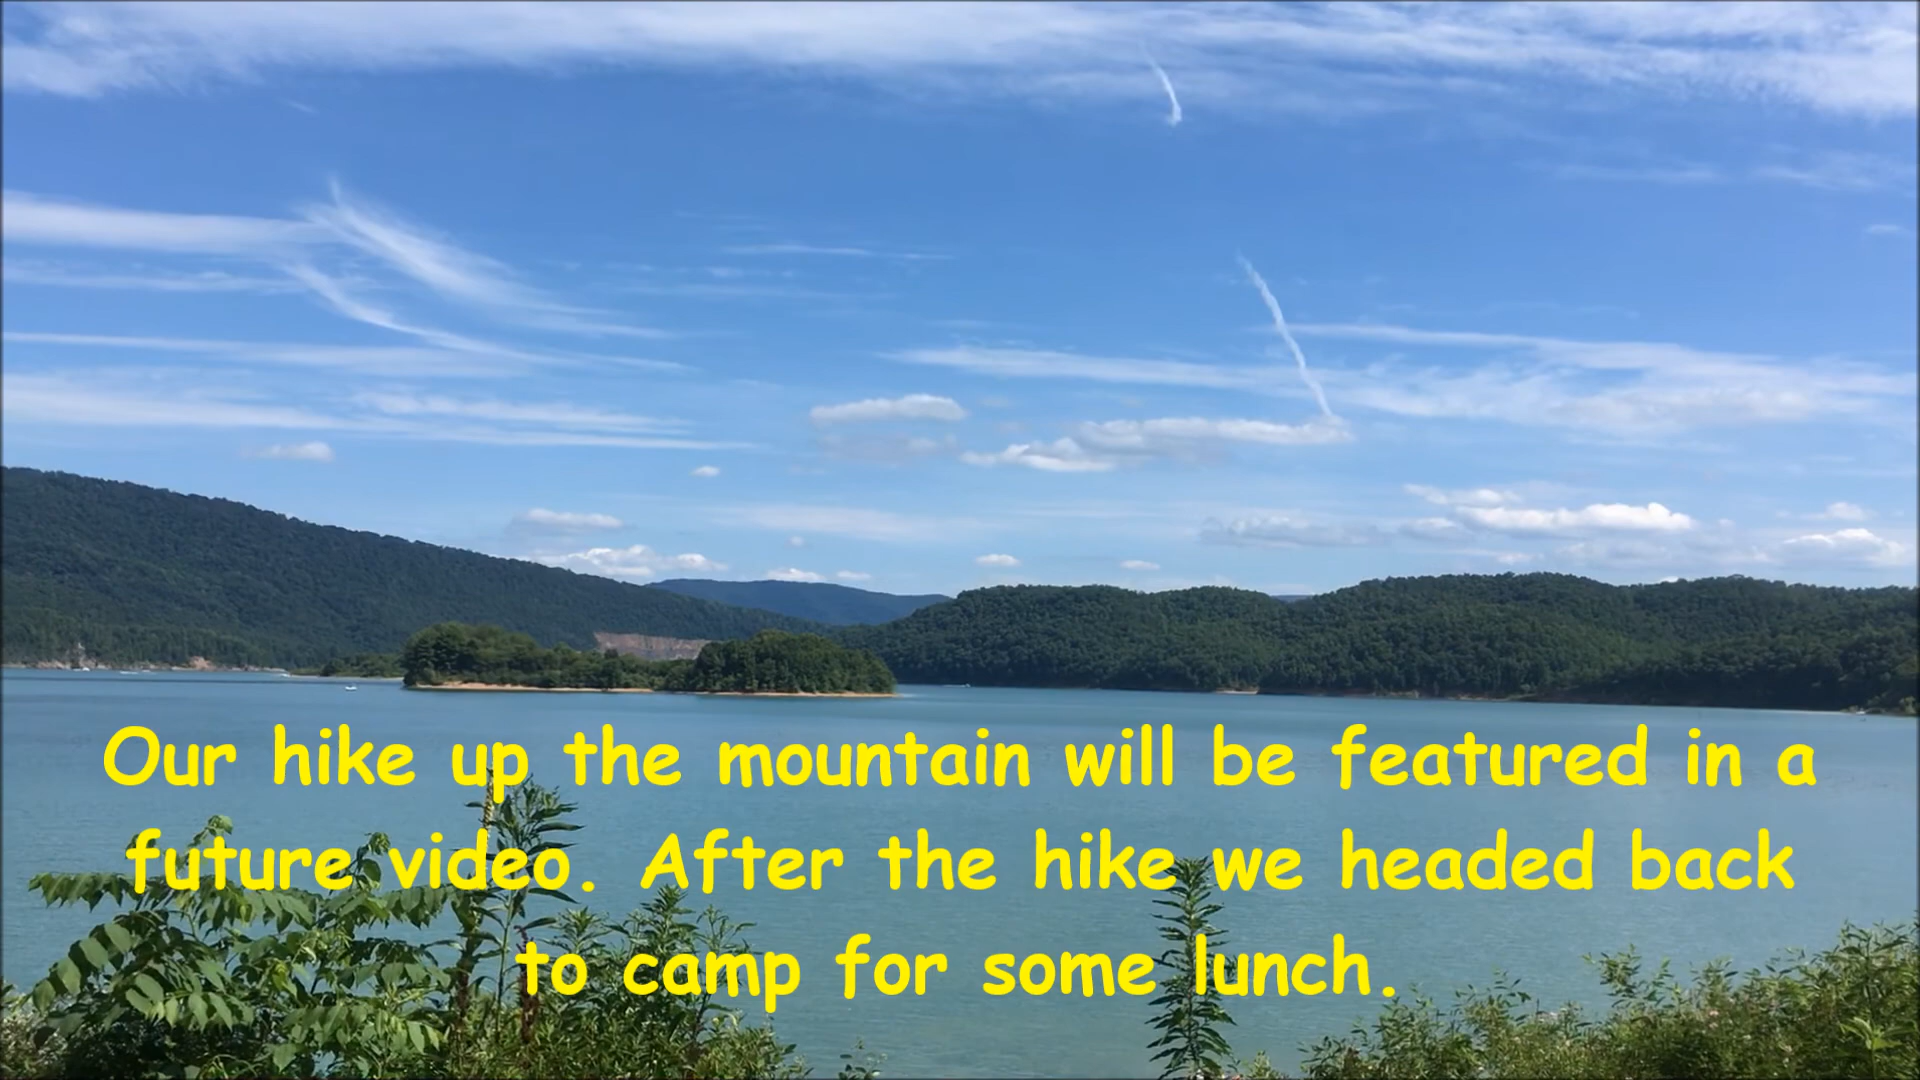 Our hike up the mountain will be featured in a
future video. After the hike we headed back
to camp for some lunch.